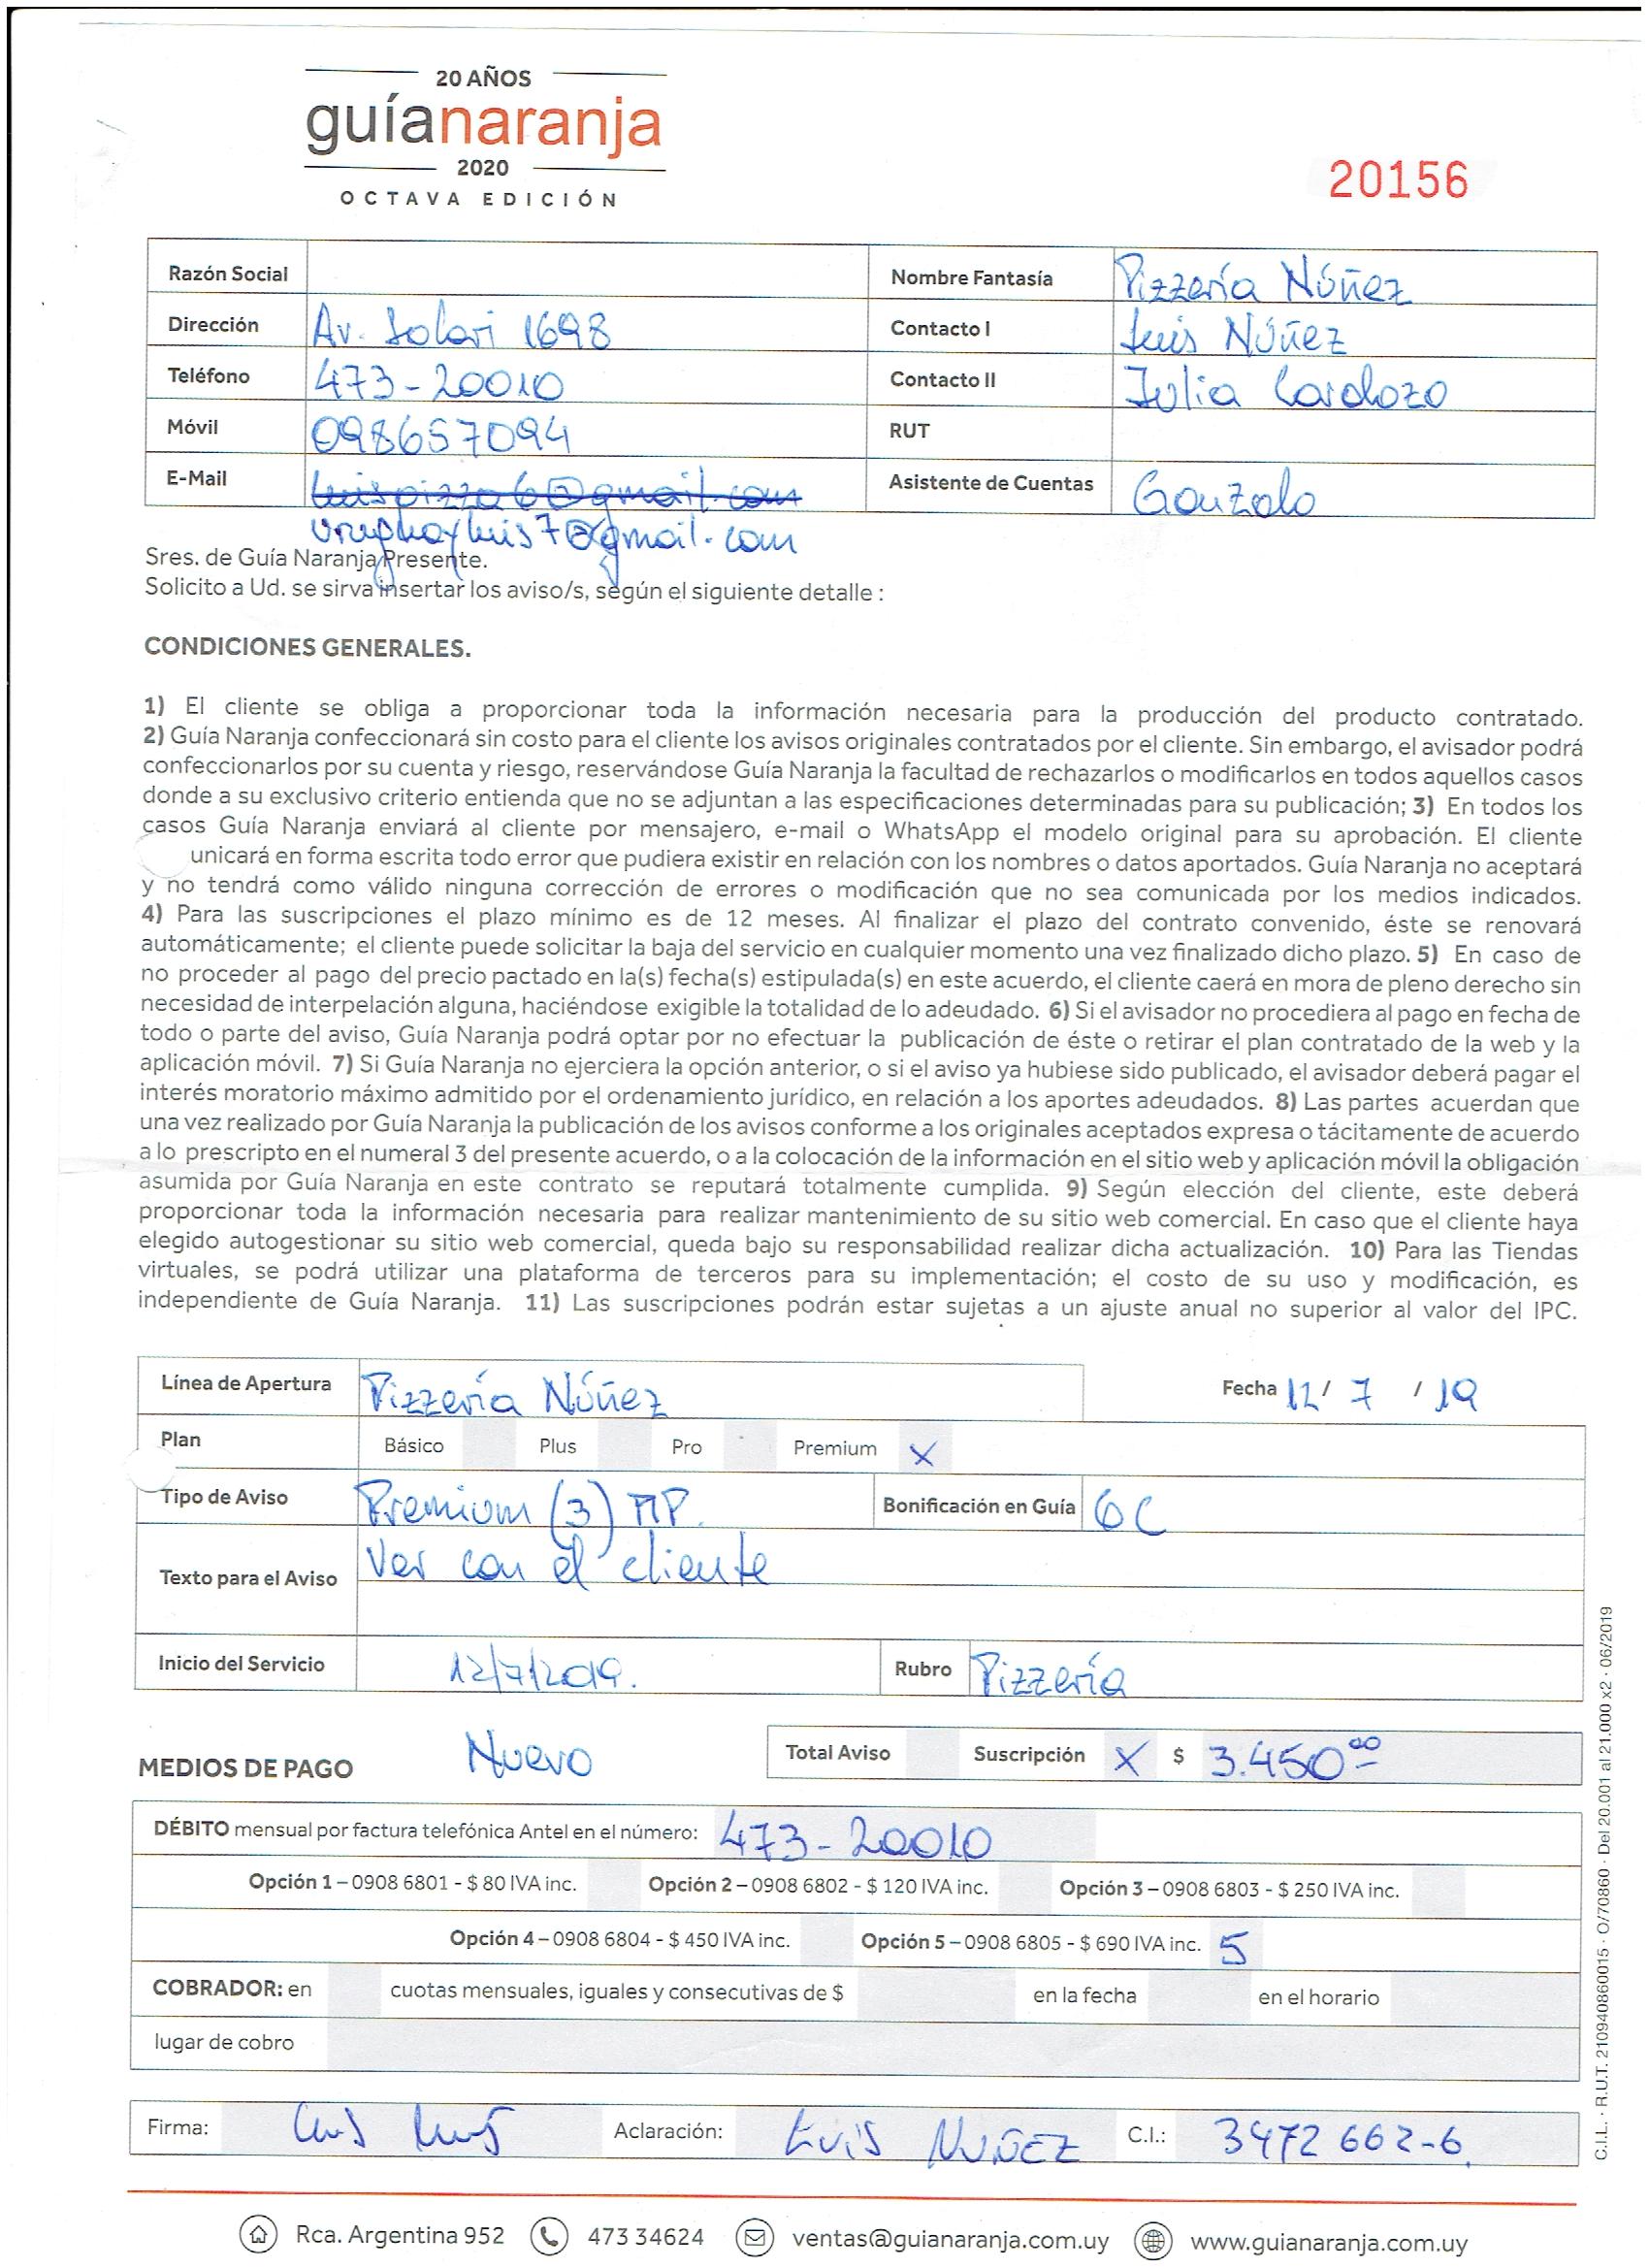 20 AÑOS
guíanaranja
2020
OCTAVA EDICIÓN
20156
Razón Social
Nombre Fantasía Pizzería Núñez
Dirección Av. Solari 1698
Contacto I Luis Núñez
Teléfono 473-20010
Contacto II Julia Cardozo
Móvil 098657094
RUT
E-Mail luispizza6@gmail.com
Asistente de Cuentas Gonzalo
uruguayluis7@gmail.com
Sres. de Guía Naranja Presente.
Solicito a Ud. se sirva insertar los aviso/s, según el siguiente detalle :
CONDICIONES GENERALES.
1) El cliente se obliga a proporcionar toda la información necesaria para la producción del producto contratado.
2) Guía Naranja confeccionará sin costo para el cliente los avisos originales contratados por el cliente. Sin embargo, el avisador podrá
confeccionarlos por su cuenta y riesgo, reservándose Guía Naranja la facultad de rechazarlos o modificarlos en todos aquellos casos
donde a su exclusivo criterio entienda que no se adjuntan a las especificaciones determinadas para su publicación; 3) En todos los
casos Guía Naranja enviará al cliente por mensajero, e-mail o WhatsApp el modelo original para su aprobación. El cliente
unicará en forma escrita todo error que pudiera existir en relación con los nombres o datos aportados. Guía Naranja no aceptará
y no tendrá como válido ninguna corrección de errores o modificación que no sea comunicada por los medios indicados.
4) Para las suscripciones el plazo mínimo es de 12 meses. Al finalizar el plazo del contrato convenido, éste se renovará
automáticamente; el cliente puede solicitar la baja del servicio en cualquier momento una vez finalizado dicho plazo. 5) En caso de
no proceder al pago del precio pactado en la(s) fecha(s) estipulada(s) en este acuerdo, el cliente caerá en mora de pleno derecho sin
necesidad de interpelación alguna, haciéndose exigible la totalidad de lo adeudado. 6) Si el avisador no procediera al pago en fecha de
todo o parte del aviso, Guía Naranja podrá optar por no efectuar la publicación de éste o retirar el plan contratado de la web y la
aplicación móvil. 7) Si Guía Naranja no ejerciera la opción anterior, o si el aviso ya hubiese sido publicado, el avisador deberá pagar el
interés moratorio máximo admitido por el ordenamiento jurídico, en relación a los aportes adeudados. 8) Las partes acuerdan que
una vez realizado por Guía Naranja la publicación de los avisos conforme a los originales aceptados expresa o tácitamente de acuerdo
a lo prescripto en el numeral 3 del presente acuerdo, o a la colocación de la información en el sitio web y aplicación móvil la obligación
asumida por Guía Naranja en este contrato se reputará totalmente cumplida. 9) Según elección del cliente, este deberá
proporcionar toda la información necesaria para realizar mantenimiento de su sitio web comercial. En caso que el cliente haya
elegido autogestionar su sitio web comercial, queda bajo su responsabilidad realizar dicha actualización. 10) Para las Tiendas
virtuales, se podrá utilizar una plataforma de terceros para su implementación; el costo de su uso y modificación, es
independiente de Guía Naranja. 11) Las suscripciones podrán estar sujetas a un ajuste anual no superior al valor del IPC.
Línea de Apertura Pizzería Núñez
Fecha 12/ 7 / 19
Plan Básico Plus Pro Premium X
Tipo de Aviso Premium (3) MP.
Bonificación en Guía 6C
Texto para el Aviso Ver con el cliente
Inicio del Servicio 12/7/2019.
Rubro Pizzería
MEDIOS DE PAGO Nuevo
Total Aviso Suscripción X $ 3.45000
DÉBITO mensual por factura telefónica Antel en el número: 473-20010
Opción 1 – 0908 6801 - $ 80 IVA inc. Opción 2 – 0908 6802 - $ 120 IVA inc. Opción 3 – 0908 6803 - $ 250 IVA inc.
Opción 4 – 0908 6804 - $ 450 IVA inc. Opción 5 – 0908 6805 - $ 690 IVA inc. 5
COBRADOR: en cuotas mensuales, iguales y consecutivas de $ en la fecha en el horario
lugar de cobro
Firma: Aclaración: Luis NUÑEZ C.I.: 3472 662-6
Rca. Argentina 952 473 34624 ventas@guianaranja.com.uy www.guianaranja.com.uy
C.I.L. · R.U.T. 210940860015 · O/70860 · Del 20.001 al 21.000 x2 · 06/2019